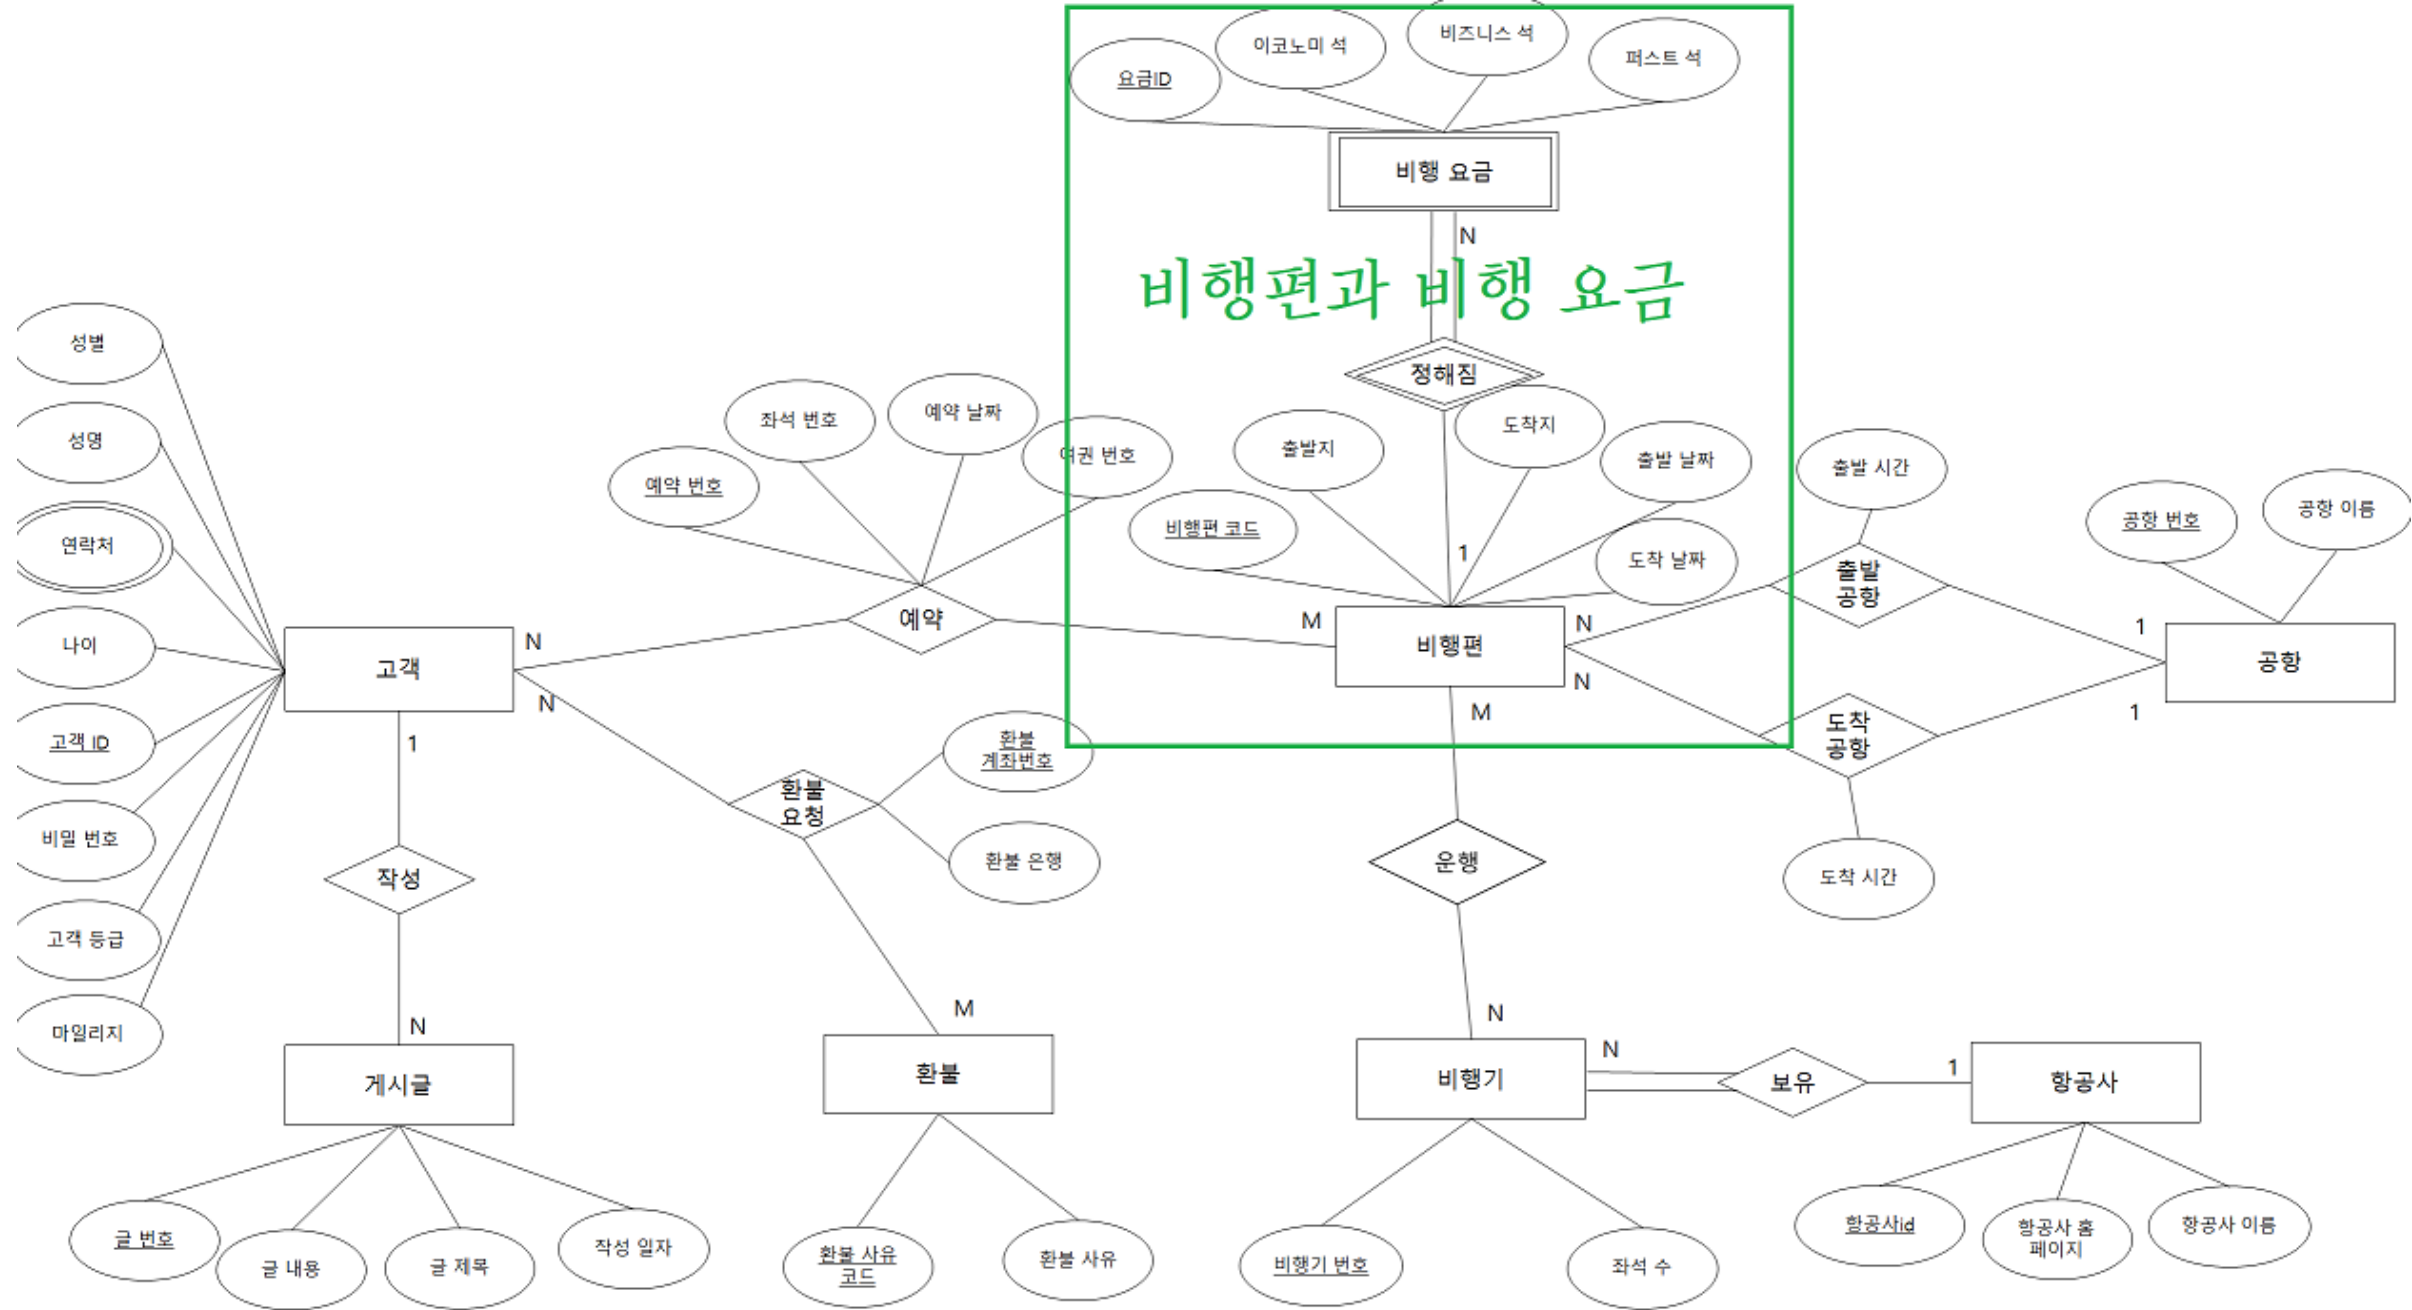 요금ID
이코노미 석
비즈니스 석
퍼스트 석
비행 요금
N
비행편과 비행 요금
정해짐
성별
성명
연락처
나이
고객 ID
비밀 번호
고객 등급
마일리지
고객
N
N
1
작성
N
게시글
글 번호
글 내용
글 제목
작성 일자
예약 번호
좌석 번호
예약 날짜
여권 번호
예약
M
비행편 코드
출발지
도착지
출발 날짜
도착 날짜
1
비행편
N
N
M
출발 시간
출발
공항
도착
공항
도착 시간
1
1
공항 번호
공항 이름
공항
환불
요청
환불
계좌번호
환불 은행
M
환불
환불 사유
코드
환불 사유
운행
N
비행기
N
비행기 번호
좌석 수
보유
1
항공사
항공사id
항공사 홈
페이지
항공사 이름